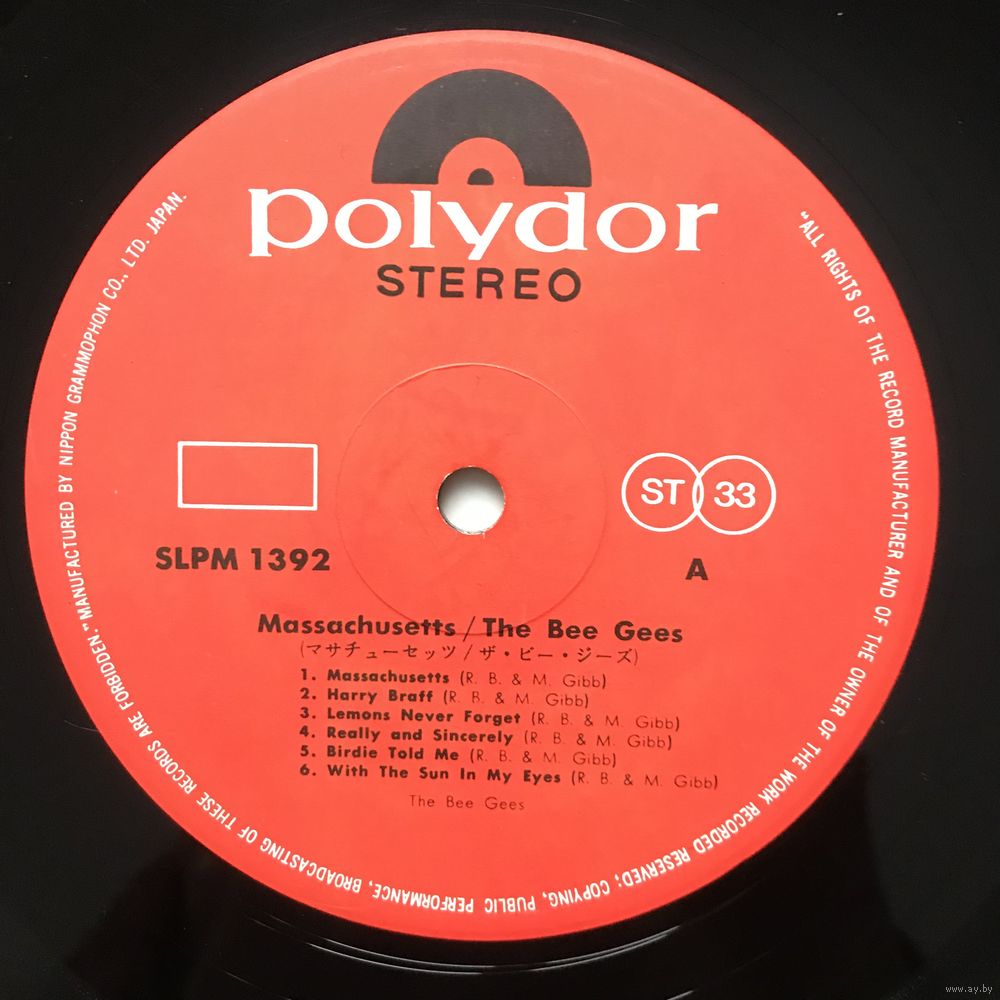 polydor
STEREO
ST 33
SLPM 1392
A
Massachusetts / The Bee Gees
(マサチューセッツ / ザ・ビー・ジーズ)
1. Massachusetts (R. B. & M. Gibb)
2. Harry Braff (R. B. & M. Gibb)
3. Lemons Never Forget (R. B. & M. Gibb)
4. Really and Sincerely (R. B. & M. Gibb)
5. Birdie Told Me (R. B. & M. Gibb)
6. With The Sun In My Eyes (R. B. & M. Gibb)
The Bee Gees
"ALL RIGHTS OF THE RECORD MANUFACTURER AND OF THE OWNER OF THE WORK RECORDED RESERVED; COPYING, PUBLIC PERFORMANCE, BROADCASTING OF THESE RECORDS ARE FORBIDDEN." MANUFACTURED BY NIPPON GRAMMOPHON CO., LTD. JAPAN.
www.ay.by